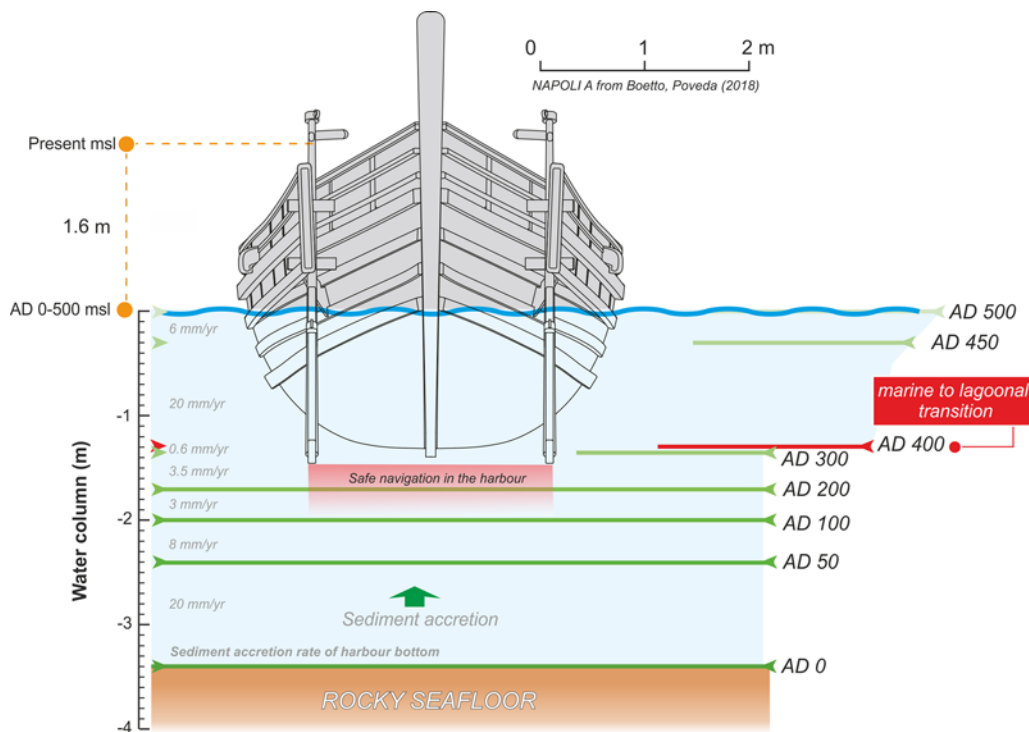 0 1 2 m
NAPOLI A from Boetto, Poveda (2018)
Present msl
1.6 m
AD 0-500 msl
AD 500
6 mm/yr
AD 450
marine to lagoonal
transition
20 mm/yr
-1
AD 400
0.6 mm/yr
AD 300
3.5 mm/yr
Safe navigation in the harbour
AD 200
3 mm/yr
-2
AD 100
8 mm/yr
AD 50
Water column (m)
20 mm/yr
Sediment accretion
-3
Sediment accretion rate of harbour bottom
AD 0
ROCKY SEAFLOOR
-4